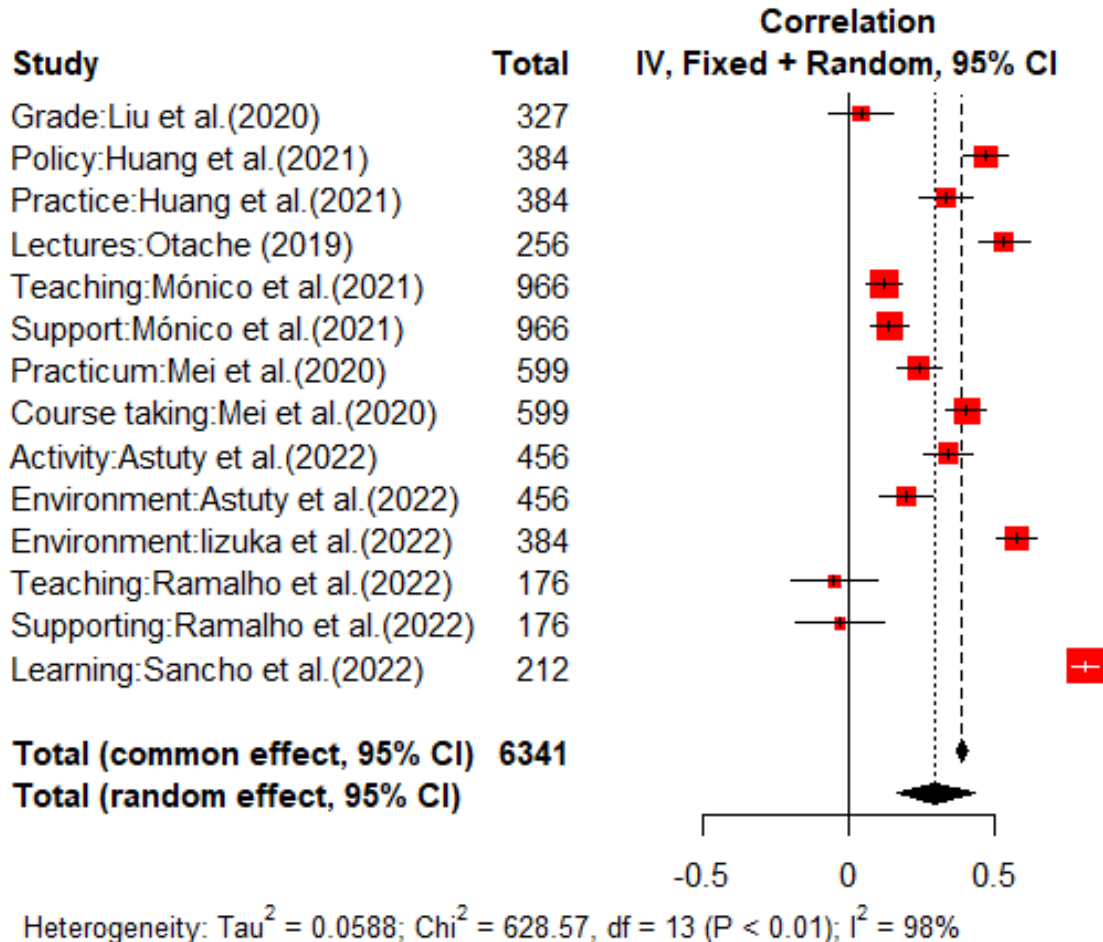 Correlation
Study Total IV, Fixed + Random, 95% CI
Grade:Liu et al.(2020) 327
Policy:Huang et al.(2021) 384
Practice:Huang et al.(2021) 384
Lectures:Otache (2019) 256
Teaching:Mónico et al.(2021) 966
Support:Mónico et al.(2021) 966
Practicum:Mei et al.(2020) 599
Course taking:Mei et al.(2020) 599
Activity:Astuty et al.(2022) 456
Environment:Astuty et al.(2022) 456
Environment:Iizuka et al.(2022) 384
Teaching:Ramalho et al.(2022) 176
Supporting:Ramalho et al.(2022) 176
Learning:Sancho et al.(2022) 212
Total (common effect, 95% CI) 6341
Total (random effect, 95% CI)
-0.5 0 0.5
Heterogeneity: Tau² = 0.0588; Chi² = 628.57, df = 13 (P < 0.01); I² = 98%